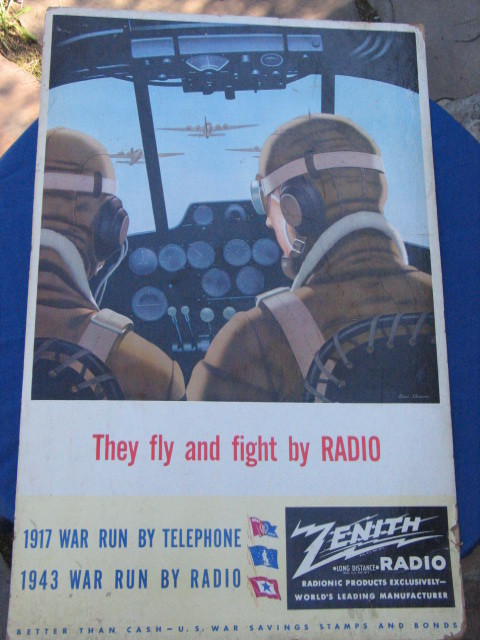 They fly and fight by RADIO
1917 WAR RUN BY TELEPHONE
1943 WAR RUN BY RADIO
ZENITH
•LONG DISTANCE• RADIO
RADIONIC PRODUCTS EXCLUSIVELY—
WORLD'S LEADING MANUFACTURER
BETTER THAN CASH—U.S. WAR SAVINGS STAMPS AND BONDS